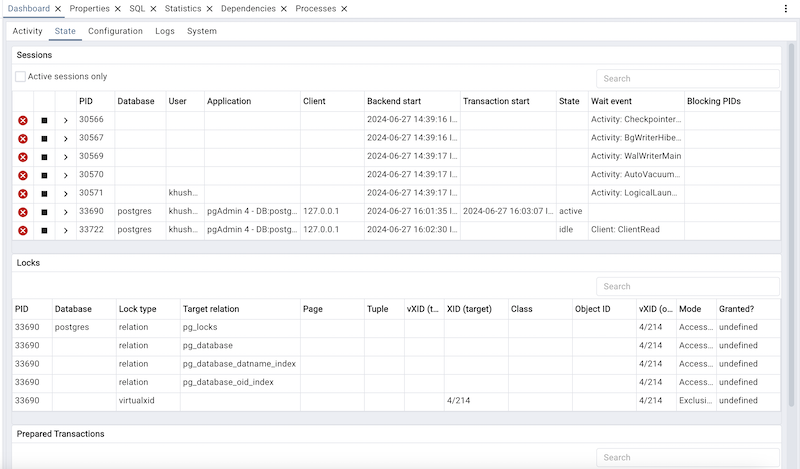 Dashboard Properties SQL Statistics Dependencies Processes
Activity State Configuration Logs System
Sessions
Active sessions only Search
PID Database User Application Client Backend start Transaction start State Wait event Blocking PIDs
30566 2024-06-27 14:39:16 I... Activity: Checkpointer...
30567 2024-06-27 14:39:16 I... Activity: BgWriterHibe...
30569 2024-06-27 14:39:17 I... Activity: WalWriterMain
30570 2024-06-27 14:39:17 I... Activity: AutoVacuum...
30571 khush... 2024-06-27 14:39:17 I... Activity: LogicalLaun...
33690 postgres khush... pgAdmin 4 - DB:postg... 127.0.0.1 2024-06-27 16:01:35 I... 2024-06-27 16:03:07 I... active
33722 postgres khush... pgAdmin 4 - DB:postg... 127.0.0.1 2024-06-27 16:02:30 I... idle Client: ClientRead
Locks
Search
PID Database Lock type Target relation Page Tuple vXID (t... XID (target) Class Object ID vXID (o... Mode Granted?
33690 postgres relation pg_locks 4/214 Access... undefined
33690 relation pg_database 4/214 Access... undefined
33690 relation pg_database_datname_index 4/214 Access... undefined
33690 relation pg_database_oid_index 4/214 Access... undefined
33690 virtualxid 4/214 4/214 Exclusi... undefined
Prepared Transactions
Search